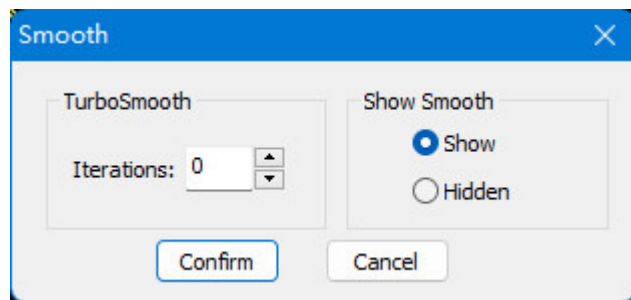 Smooth
TurboSmooth
Iterations: 0
Show Smooth
Show
Hidden
Confirm
Cancel